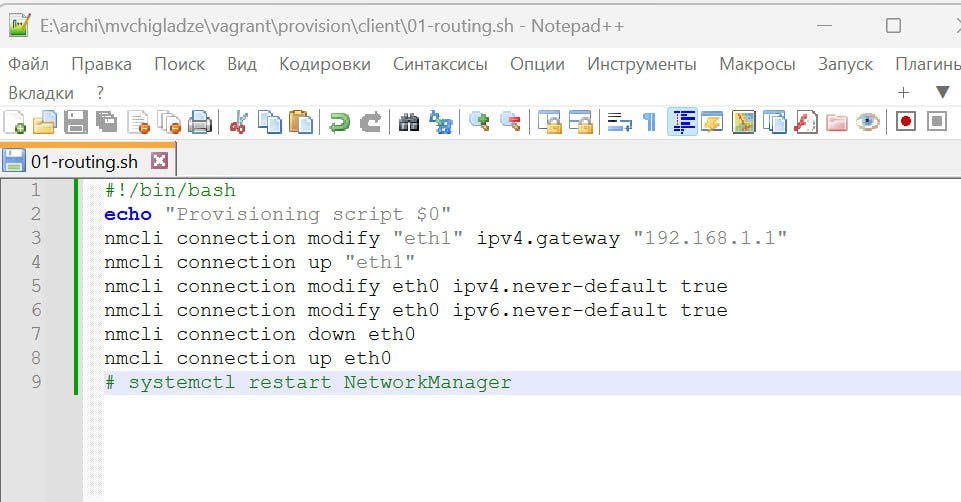 E:\archi\mvchigladze\vagrant\provision\client\01-routing.sh - Notepad++
Файл Правка Поиск Вид Кодировки Синтаксисы Опции Инструменты Макросы Запуск Плагины
Вкладки ?
01-routing.sh
1 #!/bin/bash
2 echo "Provisioning script $0"
3 nmcli connection modify "eth1" ipv4.gateway "192.168.1.1"
4 nmcli connection up "eth1"
5 nmcli connection modify eth0 ipv4.never-default true
6 nmcli connection modify eth0 ipv6.never-default true
7 nmcli connection down eth0
8 nmcli connection up eth0
9 # systemctl restart NetworkManager